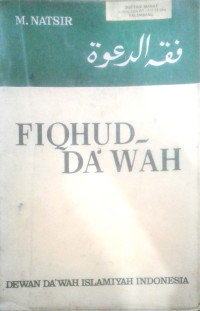 M. NATSIR
فقه الدعوة
FIQHUD-
DA'WAH
DEWAN DA'WAH ISLAMIYAH INDONESIA